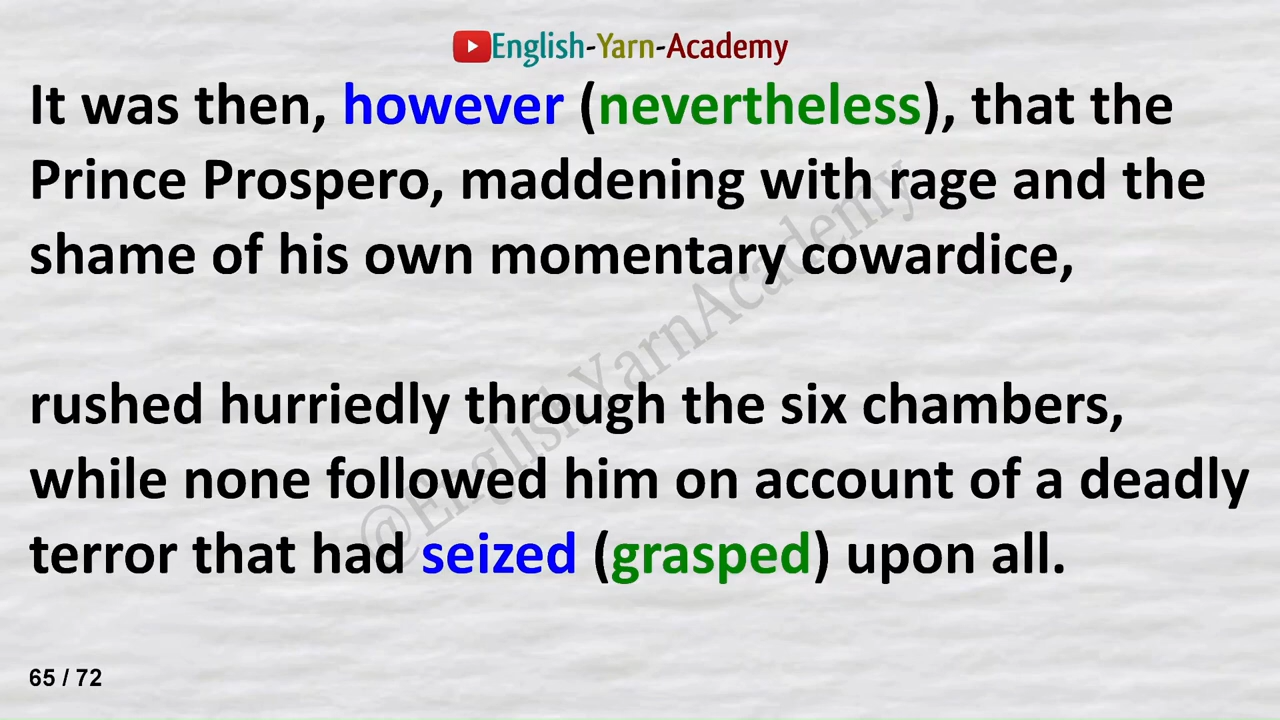 English-Yarn-Academy
It was then, however (nevertheless), that the
Prince Prospero, maddening with rage and the
shame of his own momentary cowardice,
rushed hurriedly through the six chambers,
while none followed him on account of a deadly
terror that had seized (grasped) upon all.
@English YarnAcademy
65 / 72